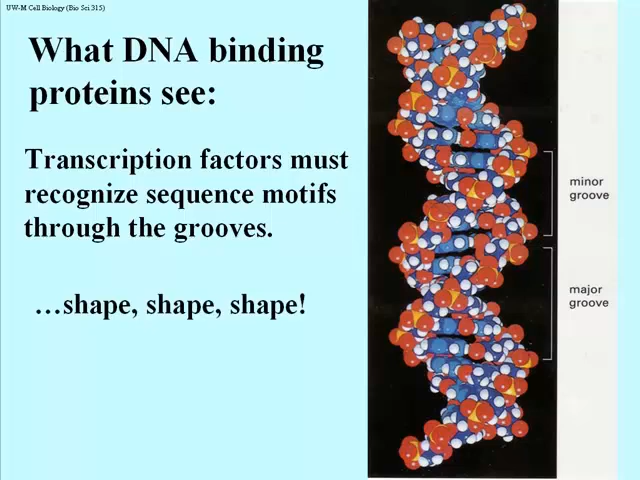 UW-M Cell Biology (Bio Sci 315)
What DNA binding
proteins see:
Transcription factors must
recognize sequence motifs
through the grooves.
…shape, shape, shape!
minor
groove
major
groove